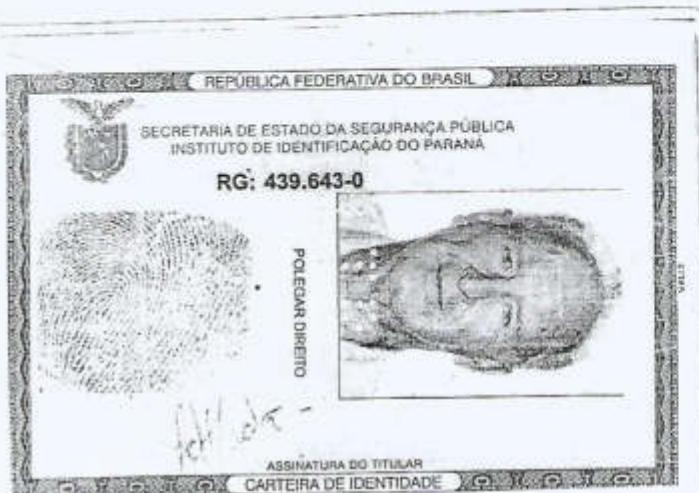 REPÚBLICA FEDERATIVA DO BRASIL
SECRETARIA DE ESTADO DA SEGURANÇA PÚBLICA
INSTITUTO DE IDENTIFICAÇÃO DO PARANÁ
RG: 439.643-0
POLEGAR DIREITO
ASSINATURA DO TITULAR
CARTEIRA DE IDENTIDADE